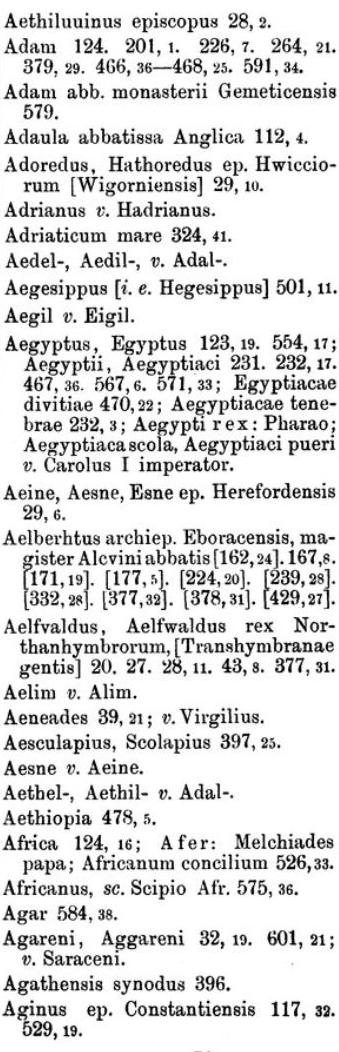 Aethiluuinus episcopus 28, 2.
Adam 124. 201, 1. 226, 7. 264, 21.
379, 29. 466, 36—468, 25. 591, 34.
Adam abb. monasterii Gemeticensis
579.
Adaula abbatissa Anglica 112, 4.
Adoredus, Hathoredus ep. Hwiccio-
rum [Wigorniensis] 29, 10.
Adrianus v. Hadrianus.
Adriaticum mare 324, 41.
Aedel-, Aedil-, v. Adal-.
Aegesippus [i. e. Hegesippus] 501, 11.
Aegil v. Eigil.
Aegyptus, Egyptus 123, 19. 554, 17;
Aegyptii, Aegyptiaci 231. 232, 17.
467, 36. 567, 6. 571, 33; Egyptiacae
divitiae 470, 22; Aegyptiacae tene-
brae 232, 3; Aegypti rex: Pharao;
Aegyptiaca scola, Aegyptiaci pueri
v. Carolus I imperator.
Aeine, Aesne, Esne ep. Herefordensis
29, 6.
Aelberhtus archiep. Eboracensis, ma-
gister Alcvini abbatis [162, 24]. 167, 8.
[171, 19]. [177, 5]. [224, 20]. [239, 28].
[332, 28]. [377, 32]. [378, 31]. [429, 27].
Aelfvaldus, Aelfwaldus rex Nor-
thanhymbrorum, [Transhymbranae
gentis] 20. 27. 28, 11. 43, 8. 377, 31.
Aelim v. Alim.
Aeneades 39, 21; v. Virgilius.
Aesculapius, Scolapius 397, 25.
Aesne v. Aeine.
Aethel-, Aethil- v. Adal-.
Aethiopia 478, 5.
Africa 124, 16; Afer: Melchiades
papa; Africanum concilium 526, 33.
Africanus, sc. Scipio Afr. 575, 36.
Agar 584, 38.
Agareni, Aggareni 32, 19. 601, 21;
v. Saraceni.
Agathensis synodus 396.
Aginus ep. Constantiensis 117, 32.
529, 19.